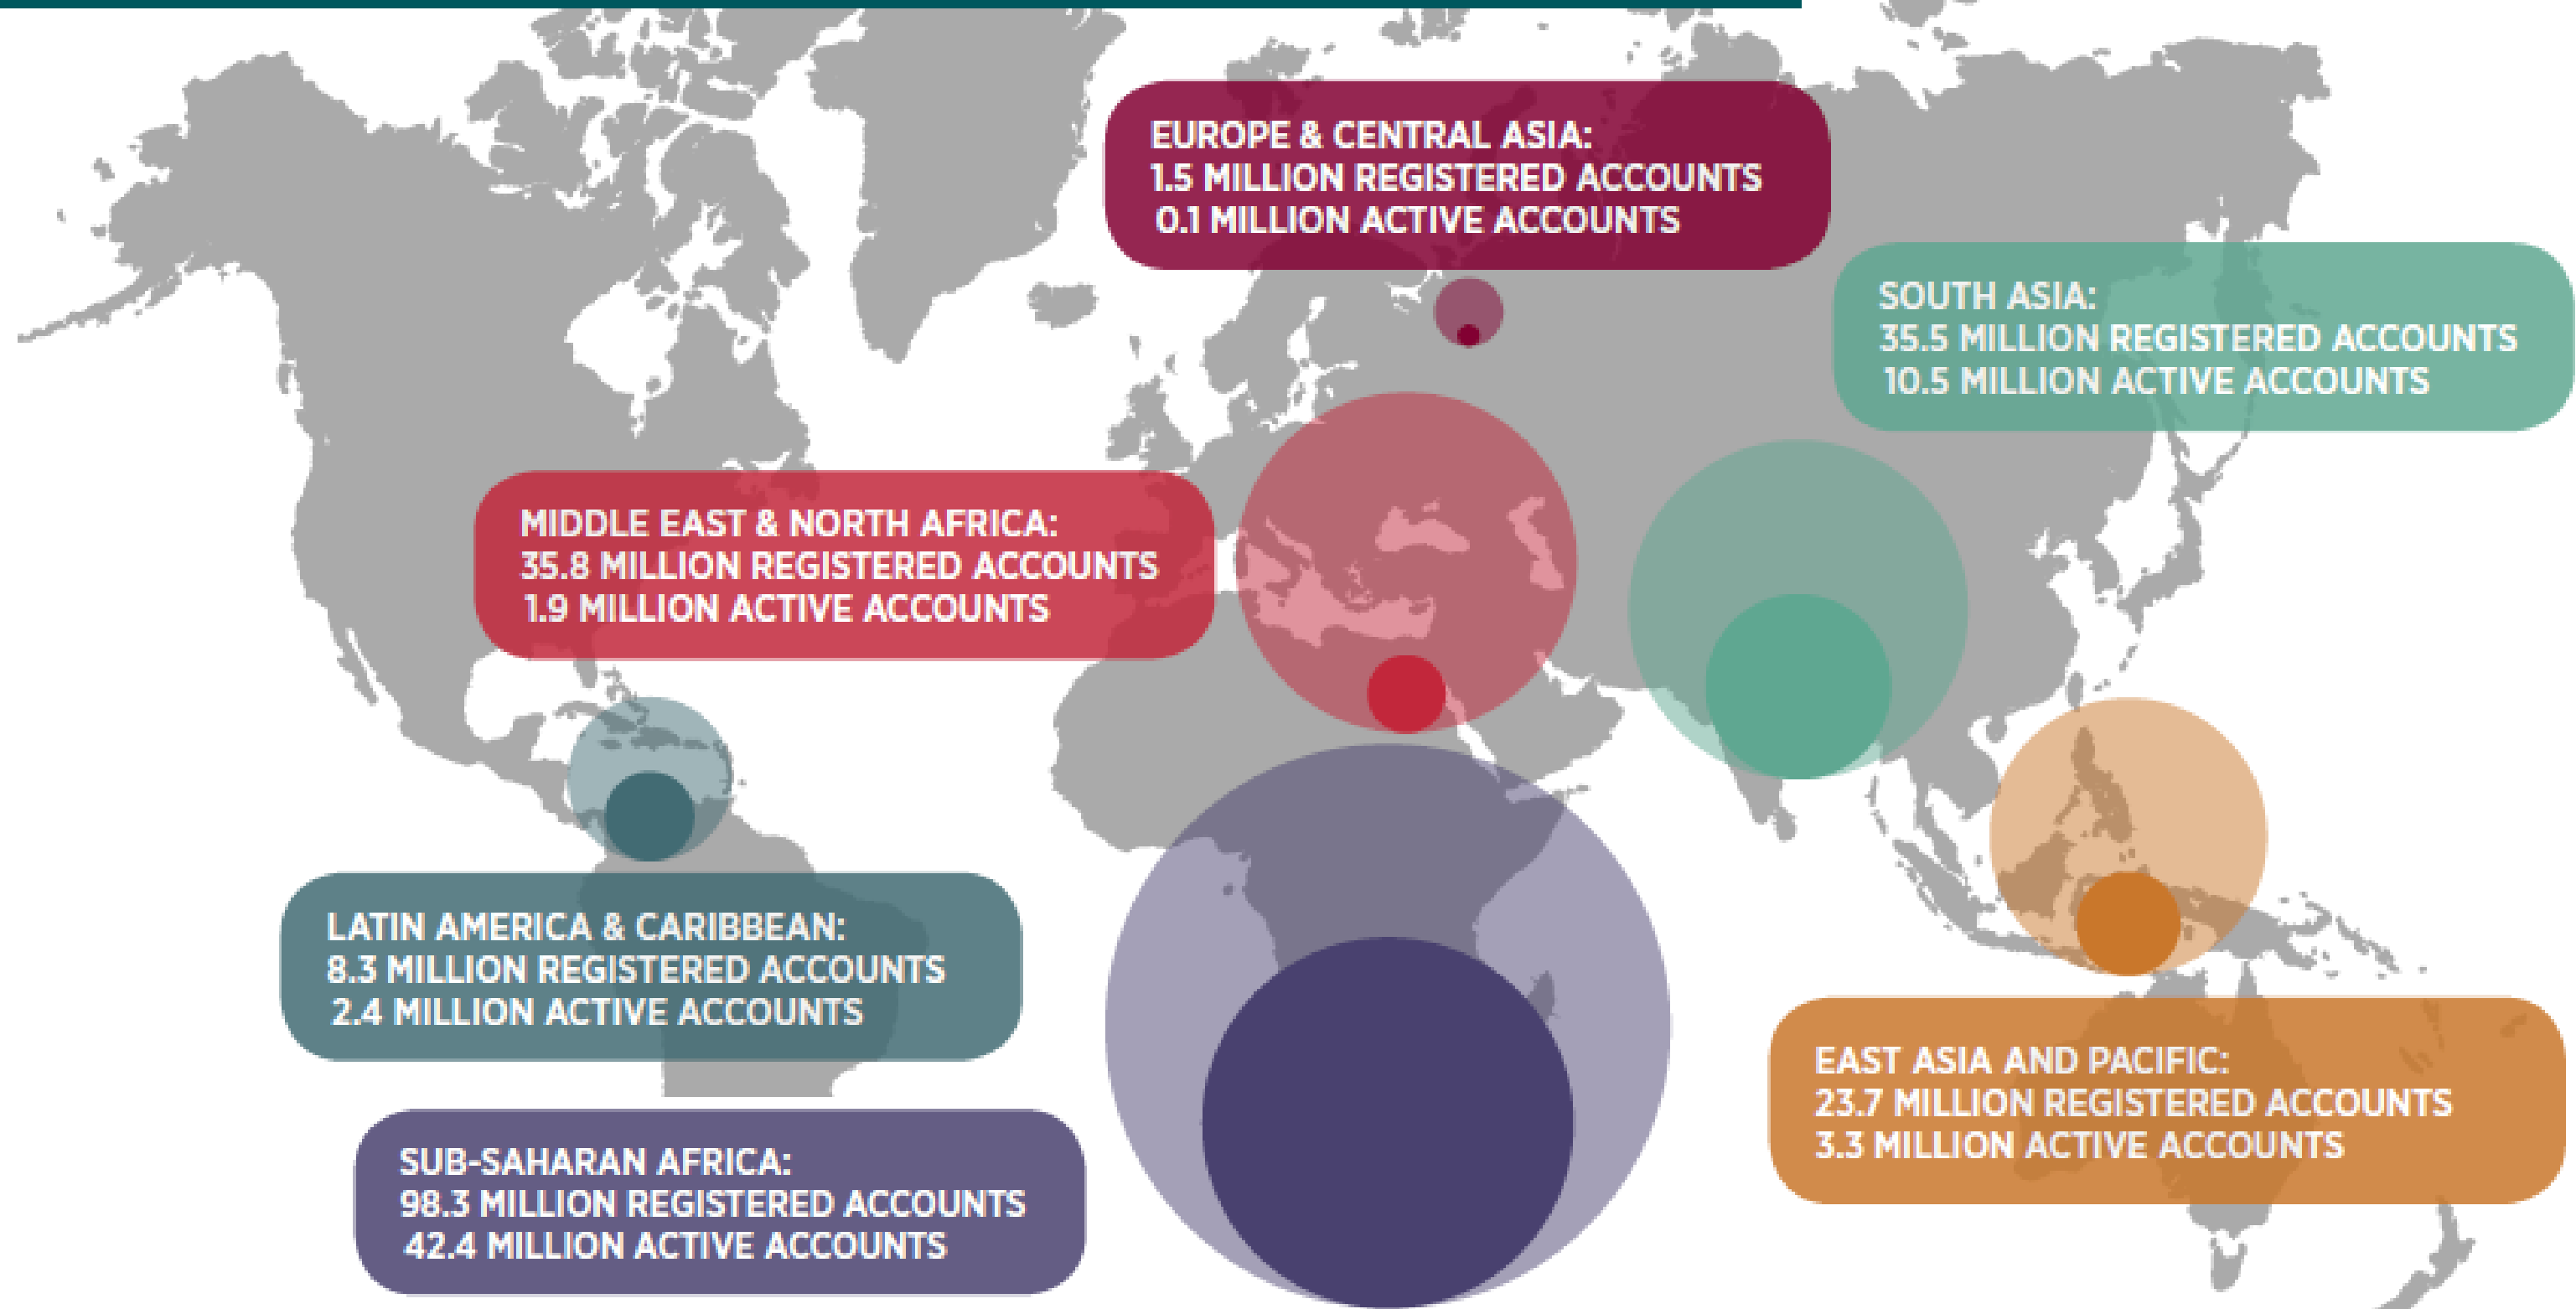 EUROPE & CENTRAL ASIA:
1.5 MILLION REGISTERED ACCOUNTS
0.1 MILLION ACTIVE ACCOUNTS
SOUTH ASIA:
35.5 MILLION REGISTERED ACCOUNTS
10.5 MILLION ACTIVE ACCOUNTS
MIDDLE EAST & NORTH AFRICA:
35.8 MILLION REGISTERED ACCOUNTS
1.9 MILLION ACTIVE ACCOUNTS
LATIN AMERICA & CARIBBEAN:
8.3 MILLION REGISTERED ACCOUNTS
2.4 MILLION ACTIVE ACCOUNTS
EAST ASIA AND PACIFIC:
23.7 MILLION REGISTERED ACCOUNTS
3.3 MILLION ACTIVE ACCOUNTS
SUB-SAHARAN AFRICA:
98.3 MILLION REGISTERED ACCOUNTS
42.4 MILLION ACTIVE ACCOUNTS